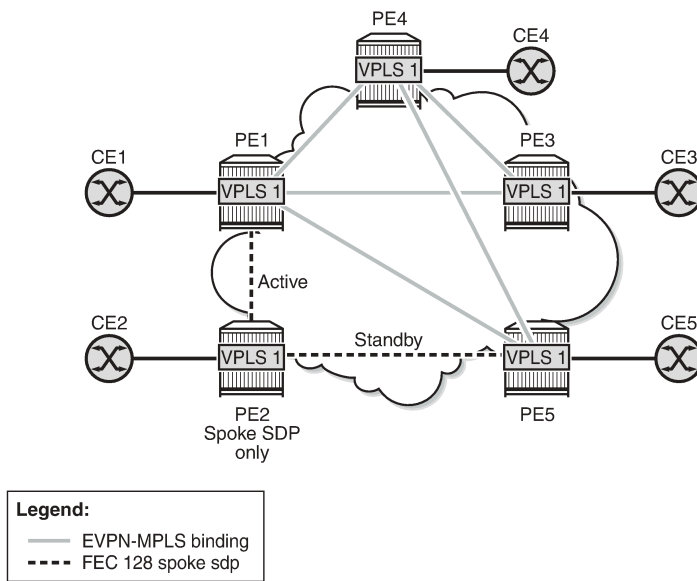 PE4
CE4
VPLS 1
PE1
PE3
CE1
CE3
VPLS 1
VPLS 1
Active
CE2
Standby
CE5
VPLS 1
VPLS 1
PE2
Spoke SDP
only
PE5
Legend:
EVPN-MPLS binding
FEC 128 spoke sdp